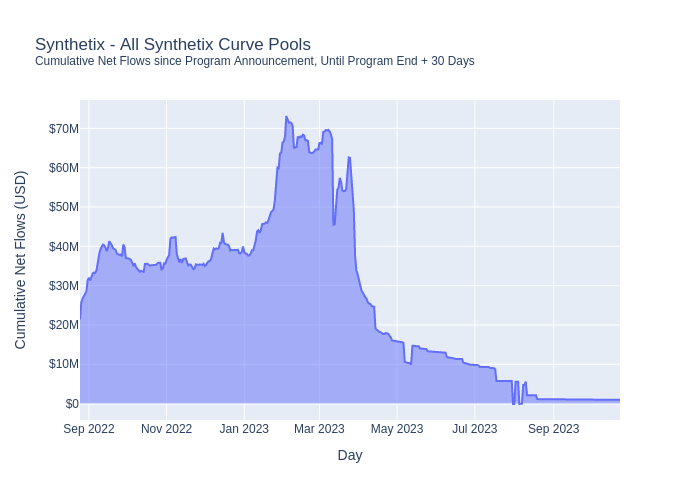 Synthetix - All Synthetix Curve Pools
Cumulative Net Flows since Program Announcement, Until Program End + 30 Days
Cumulative Net Flows (USD)
$70M
$60M
$50M
$40M
$30M
$20M
$10M
$0
Sep 2022 Nov 2022 Jan 2023 Mar 2023 May 2023 Jul 2023 Sep 2023
Day